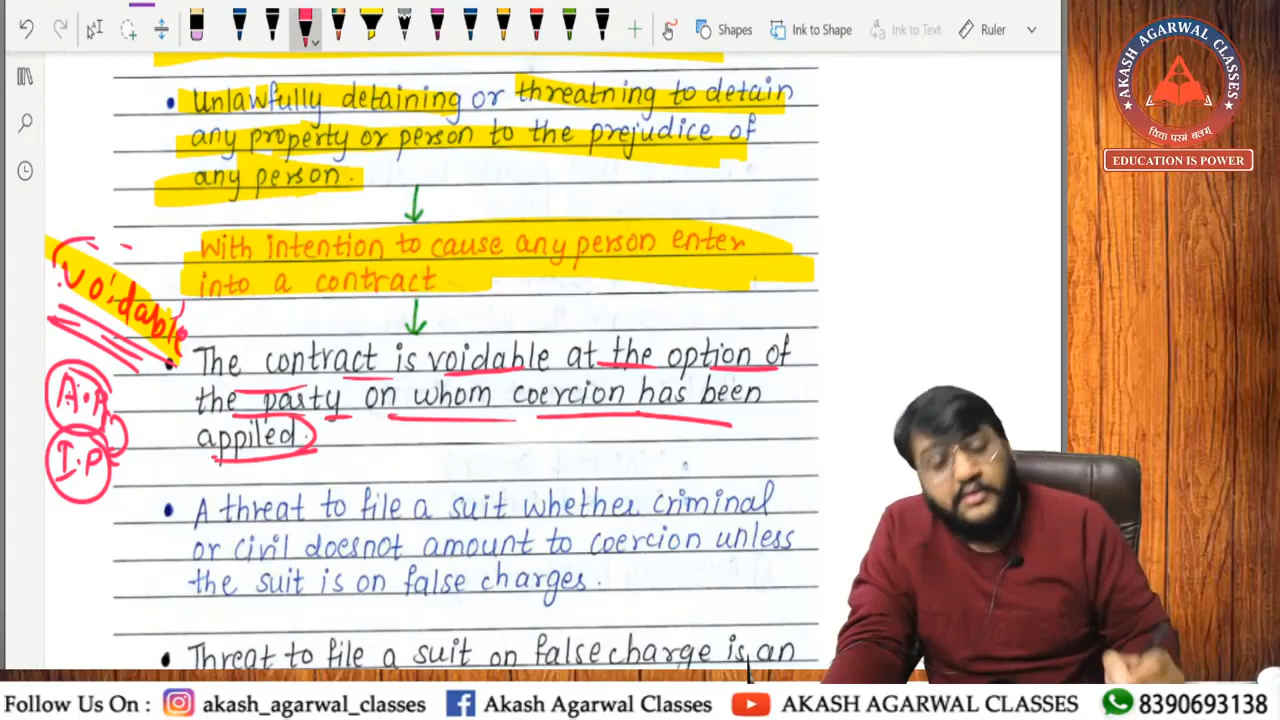 Shapes
Ink to Shape
Ink to Text
Ruler
AKASH AGARWAL CLASSES
विद्या परमं बलम्
EDUCATION IS POWER
• Unlawfully detaining or threatning to detain
any property or person to the prejudice of
any person.
With intention to cause any person enter
into a contract
Voidable
• The contract is voidable at the option of
the party on whom coercion has been
appiled.
A.P
I.P
• A threat to file a suit whether criminal
or civil doesnot amount to coercion unless
the suit is on false charges.
• Threat to file a suit on false charge is an
Follow Us On : akash_agarwal_classes Akash Agarwal Classes AKASH AGARWAL CLASSES 8390693138